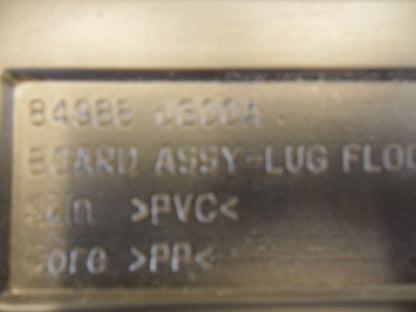 849B8 JG00A
BOARD ASSY-LUG FLOO
Skin >PVC<
Core >PP<